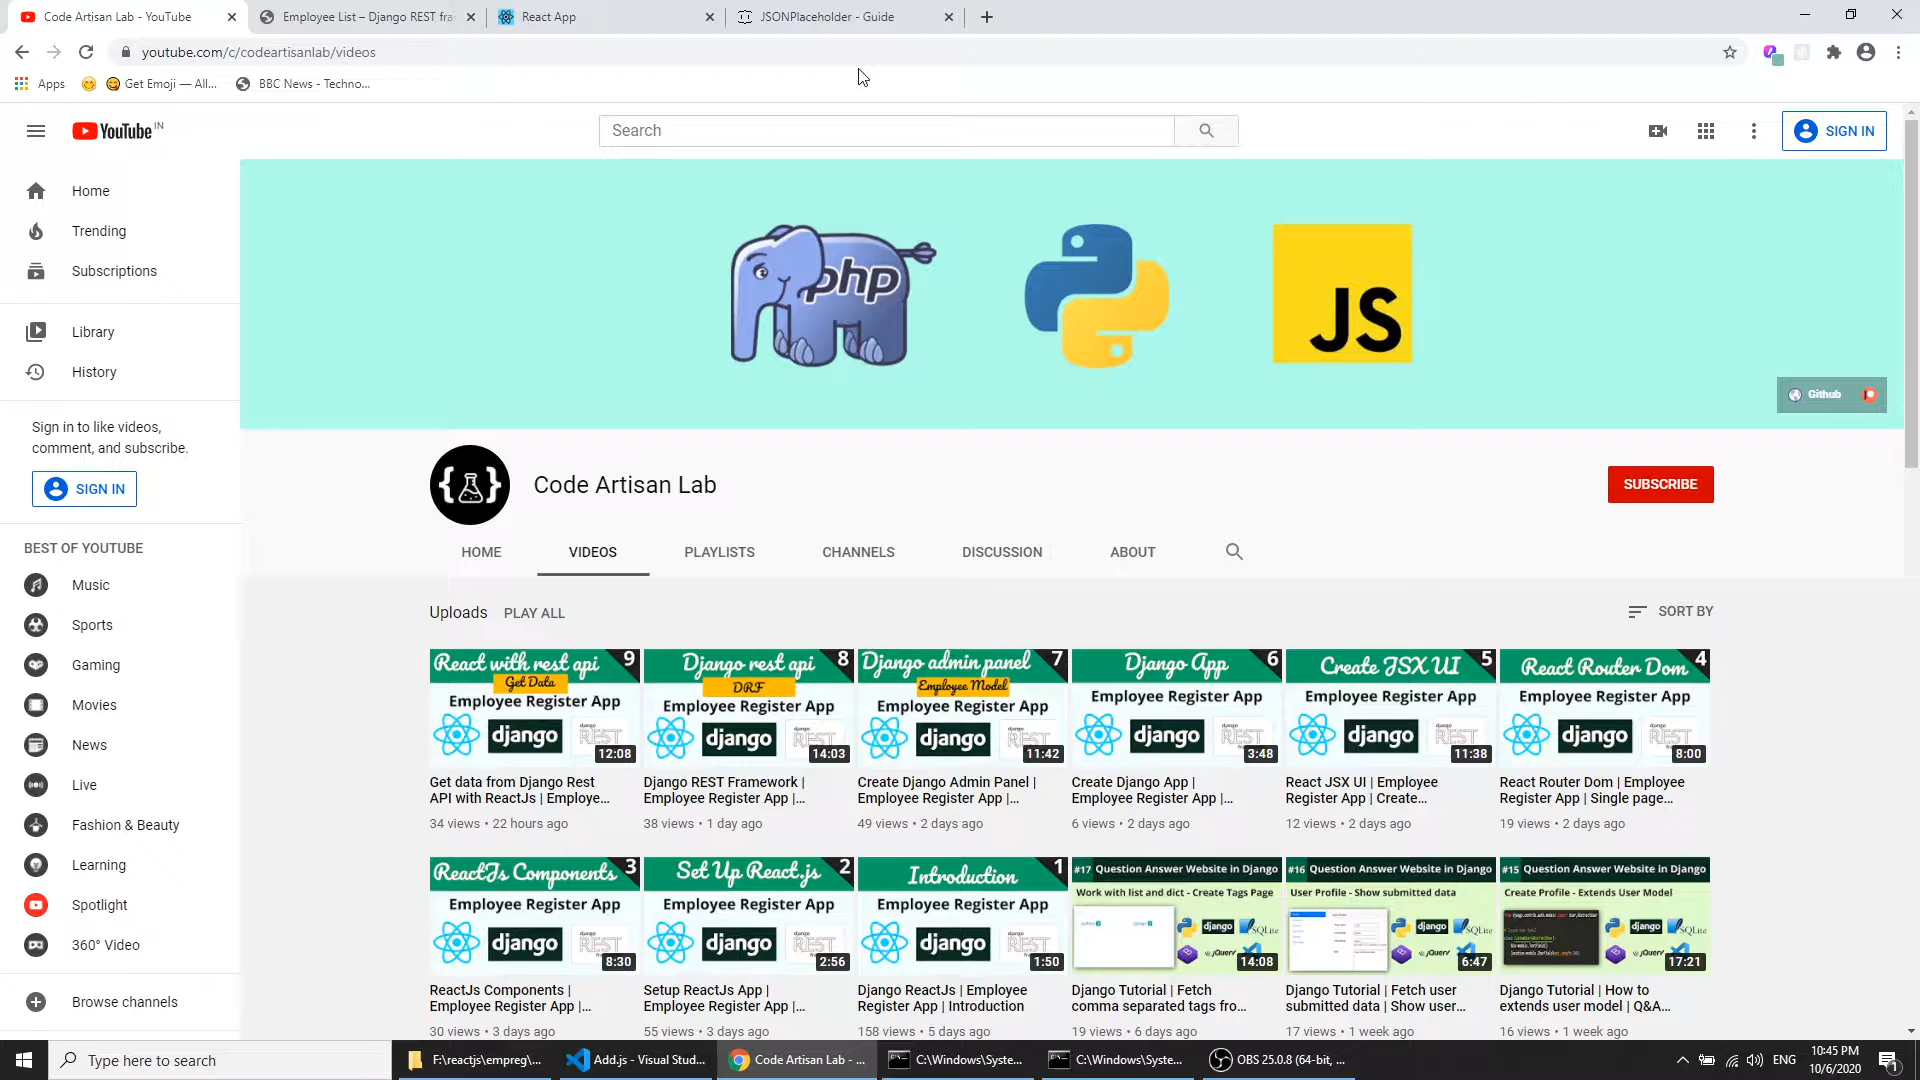 Code Artisan Lab - YouTube
Employee List – Django REST fra
React App
JSONPlaceholder - Guide
youtube.com/c/codeartisanlab/videos
Apps
Get Emoji — All...
BBC News - Techno...
YouTube IN
Search
SIGN IN
Home
Trending
Subscriptions
Library
History
Sign in to like videos,
comment, and subscribe.
SIGN IN
BEST OF YOUTUBE
Music
Sports
Gaming
Movies
News
Live
Fashion & Beauty
Learning
Spotlight
360° Video
Browse channels
php
JS
Github
Code Artisan Lab
SUBSCRIBE
HOME
VIDEOS
PLAYLISTS
CHANNELS
DISCUSSION
ABOUT
Uploads
PLAY ALL
SORT BY
React with rest api 9
Get Data
Employee Register App
django
django
REST
12:08
Get data from Django Rest
API with ReactJs | Employe...
34 views • 22 hours ago
Django rest api 8
DRF
Employee Register App
django
django
REST
14:03
Django REST Framework |
Employee Register App |...
38 views • 1 day ago
Django admin panel 7
Employee Model
Employee Register App
django
django
REST
11:42
Create Django Admin Panel |
Employee Register App |...
49 views • 2 days ago
Django App 6
Employee Register App
django
django
REST
3:48
Create Django App |
Employee Register App |...
6 views • 2 days ago
Create JSX UI 5
Employee Register App
django
django
REST
11:38
React JSX UI | Employee
Register App | Create...
12 views • 2 days ago
React Router Dom 4
Employee Register App
django
django
REST
8:00
React Router Dom | Employee
Register App | Single page...
19 views • 2 days ago
ReactJs Components 3
Employee Register App
django
django
REST
8:30
ReactJs Components |
Employee Register App |...
30 views • 3 days ago
Set Up React.js 2
Employee Register App
django
django
REST
2:56
Setup ReactJs App |
Employee Register App |...
55 views • 3 days ago
Introduction 1
Employee Register App
django
django
REST
1:50
Django ReactJs | Employee
Register App | Introduction
158 views • 5 days ago
#17 Question Answer Website in Django
Work with list and dict - Create Tags Page
django
SQLite
jQuery
14:08
Django Tutorial | Fetch
comma separated tags fro...
19 views • 6 days ago
#16 Question Answer Website in Django
User Profile - Show submitted data
django
SQLite
jQuery
6:47
Django Tutorial | Fetch user
submitted data | Show user...
17 views • 1 week ago
#15 Question Answer Website in Django
Create Profile - Extends User Model
django
SQLite
jQuery
17:21
Django Tutorial | How to
extends user model | Q&A...
16 views • 1 week ago
Type here to search
F:\reactjs\empreg\...
Add.js - Visual Stud...
Code Artisan Lab - ...
C:\Windows\Syste...
C:\Windows\Syste...
OBS 25.0.8 (64-bit, ...
ENG
10:45 PM
10/6/2020
1